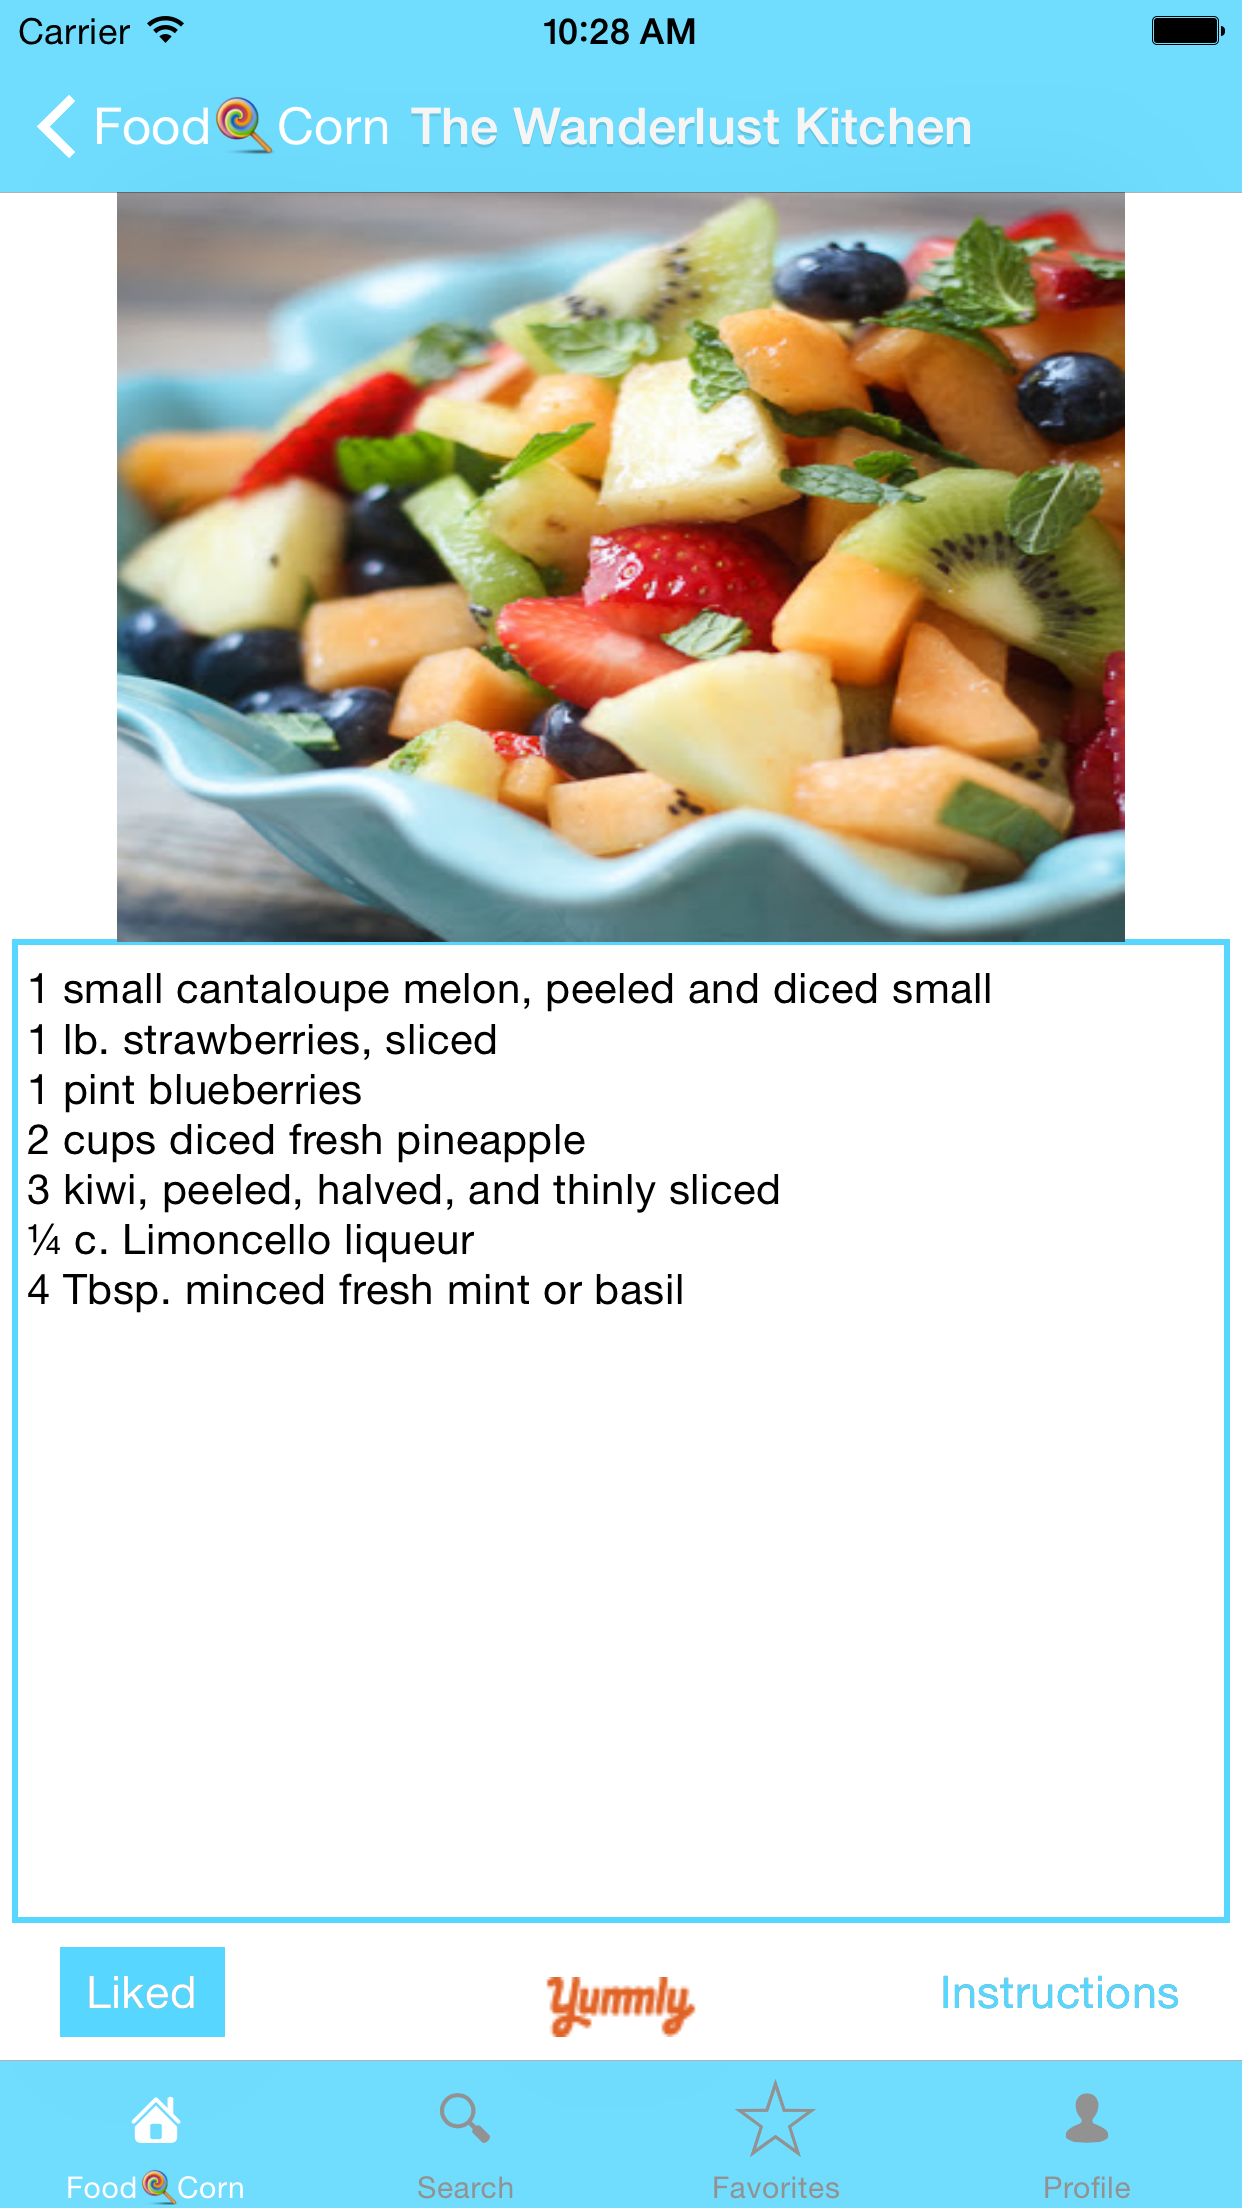 Carrier 10:28 AM
Food Corn The Wanderlust Kitchen
1 small cantaloupe melon, peeled and diced small
1 lb. strawberries, sliced
1 pint blueberries
2 cups diced fresh pineapple
3 kiwi, peeled, halved, and thinly sliced
¼ c. Limoncello liqueur
4 Tbsp. minced fresh mint or basil
Liked Yummly Instructions
Food Corn Search Favorites Profile